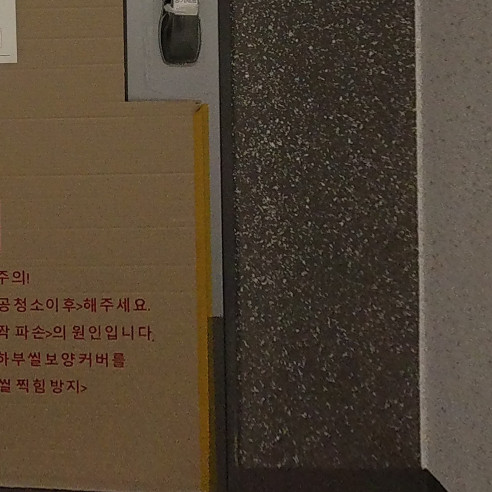 주의!
공청소이후>해주세요.
작 파손>의 원인입니다.
하부씰보양커버를
씰 찍힘 방지>